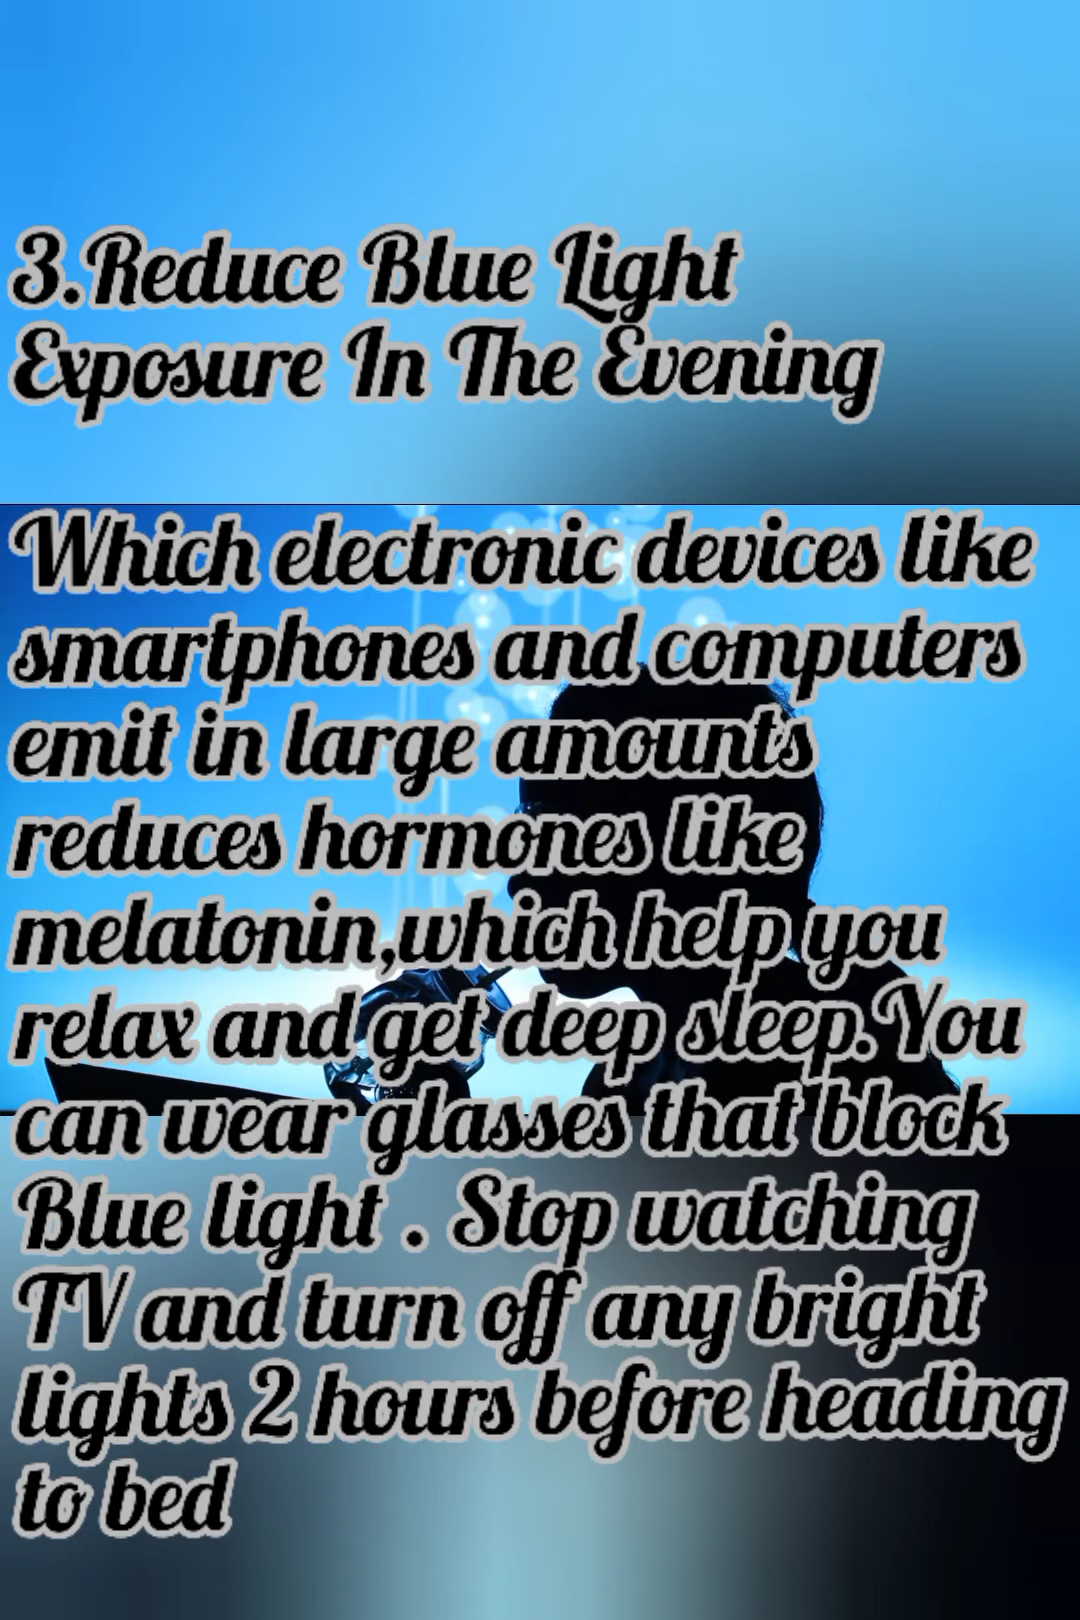 3.Reduce Blue Light
Exposure In The Evening
Which electronic devices like
smartphones and computers
emit in large amounts
reduces hormones like
melatonin,which help you
relax and get deep sleep.You
can wear glasses that block
Blue light . Stop watching
TV and turn off any bright
lights 2 hours before heading
to bed